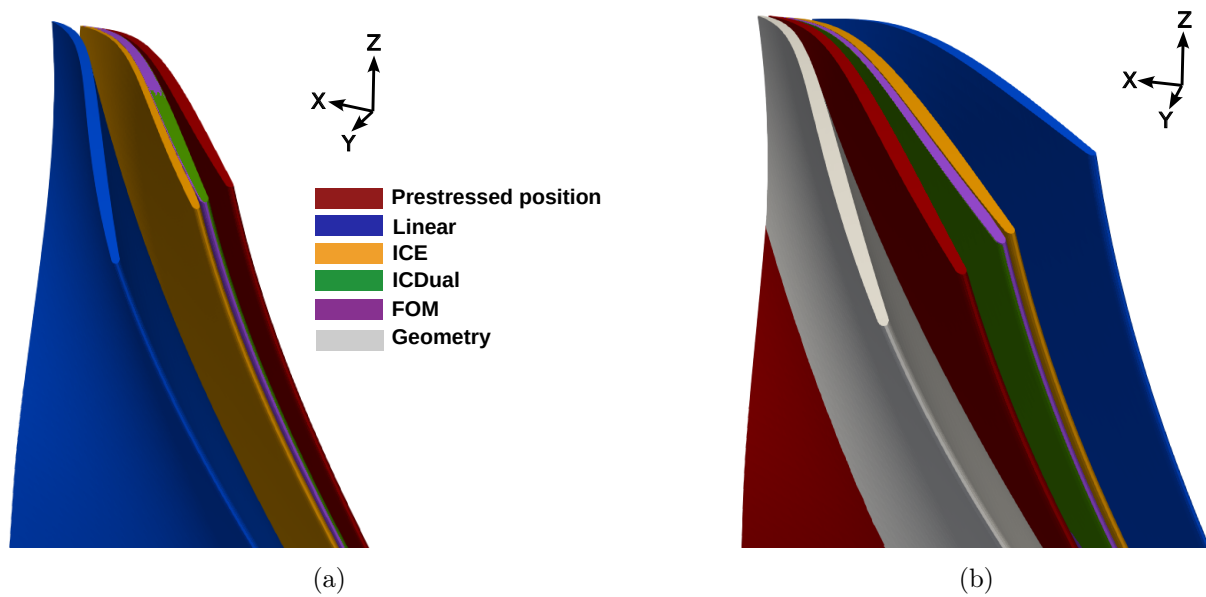 Z
X
Y
Prestressed position
Linear
ICE
ICDual
FOM
Geometry
(a)
Z
X
Y
(b)